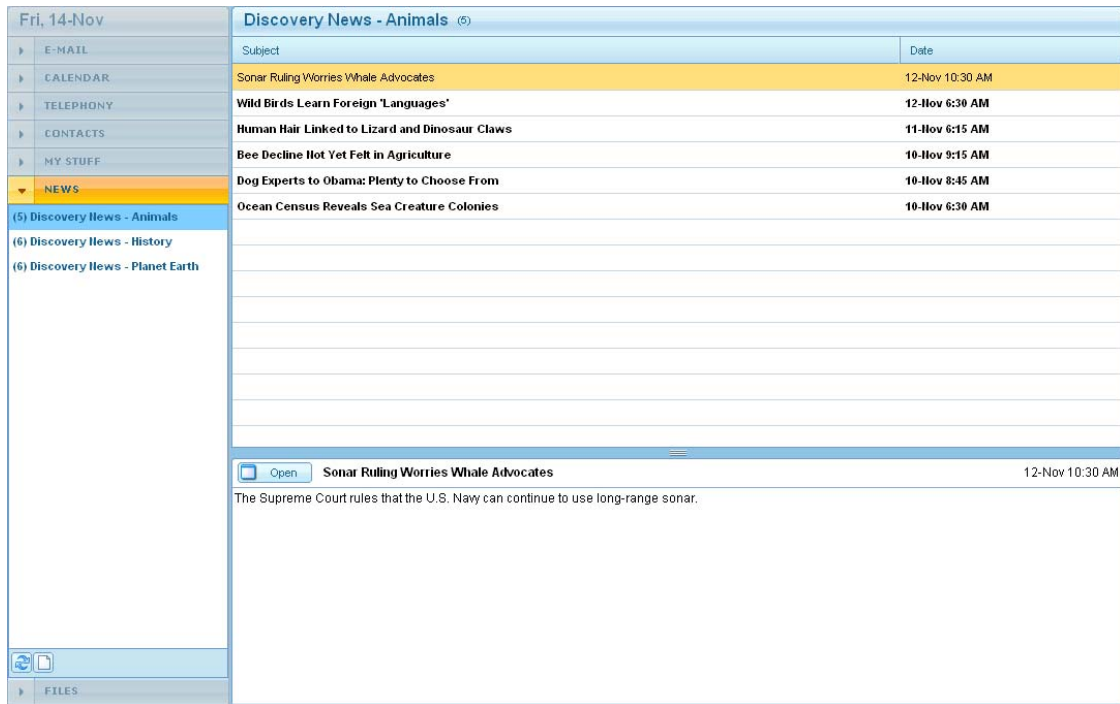 Fri, 14-Nov
E-MAIL
CALENDAR
TELEPHONY
CONTACTS
MY STUFF
NEWS
(5) Discovery News - Animals
(6) Discovery News - History
(6) Discovery News - Planet Earth
FILES
Discovery News - Animals (5)
Subject Date
Sonar Ruling Worries Whale Advocates 12-Nov 10:30 AM
Wild Birds Learn Foreign 'Languages' 12-Nov 6:30 AM
Human Hair Linked to Lizard and Dinosaur Claws 11-Nov 6:15 AM
Bee Decline Not Yet Felt in Agriculture 10-Nov 9:15 AM
Dog Experts to Obama: Plenty to Choose From 10-Nov 8:45 AM
Ocean Census Reveals Sea Creature Colonies 10-Nov 6:30 AM
Open Sonar Ruling Worries Whale Advocates 12-Nov 10:30 AM
The Supreme Court rules that the U.S. Navy can continue to use long-range sonar.